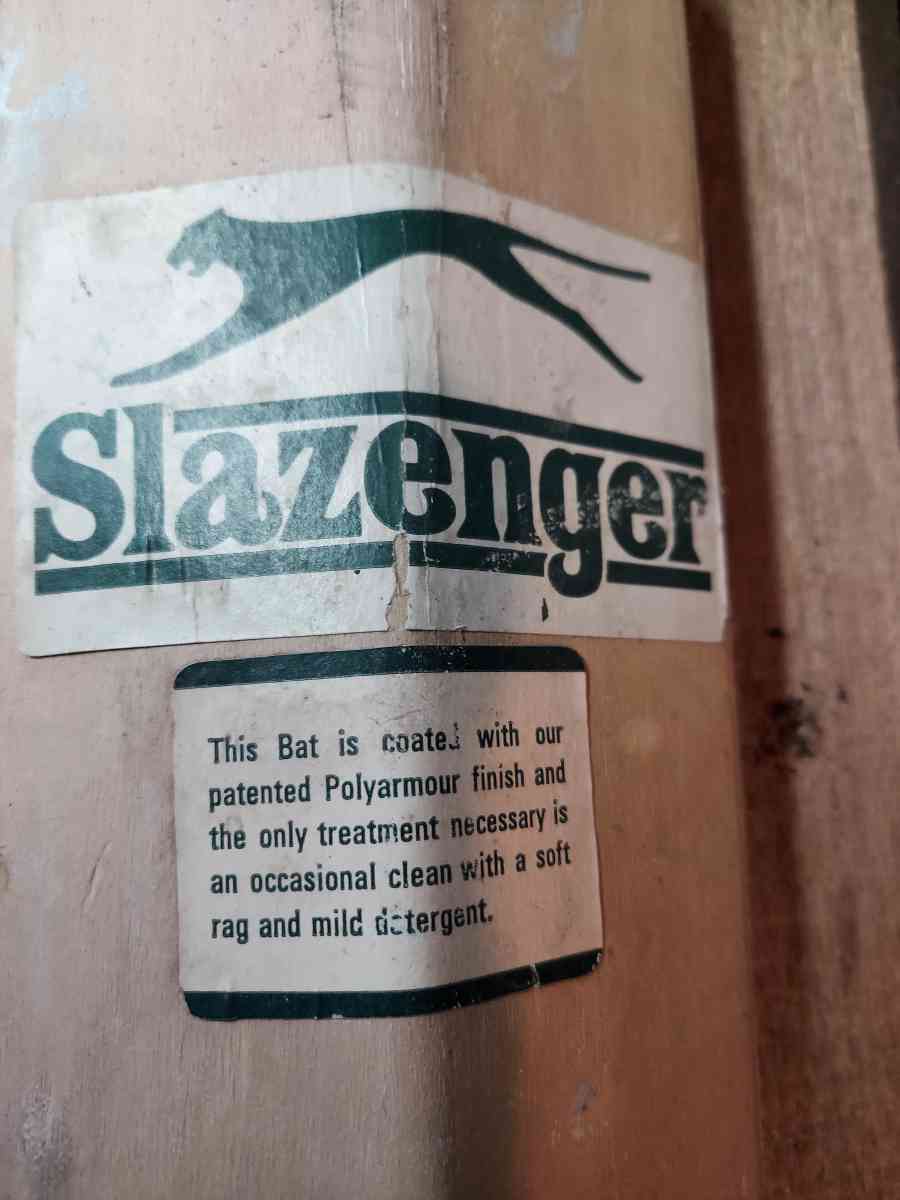 Slazenger
This Bat is coated with our
patented Polyarmour finish and
the only treatment necessary is
an occasional clean with a soft
rag and mild detergent.